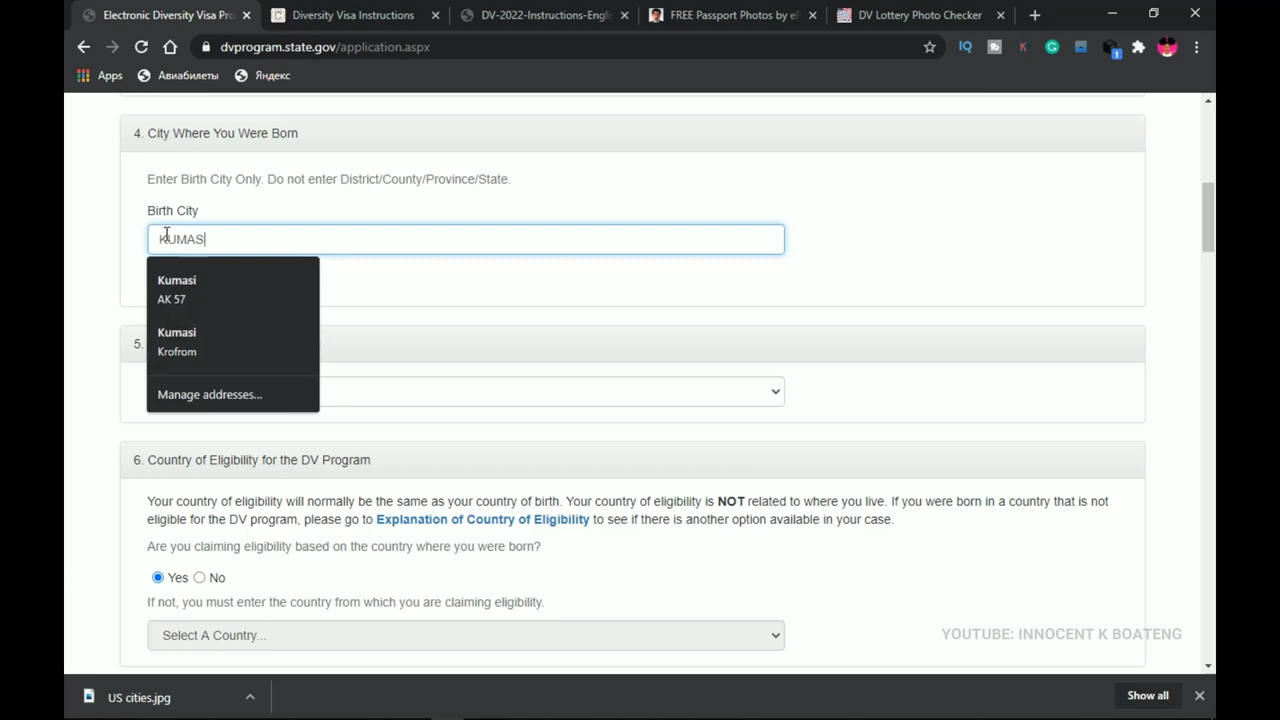 Electronic Diversity Visa Pro
Diversity Visa Instructions
DV-2022-Instructions-Engli
FREE Passport Photos by eP
DV Lottery Photo Checker
dvprogram.state.gov/application.aspx
IQ
K
G
1
Apps
Авиабилеты
Яндекс
4. City Where You Were Born
Enter Birth City Only. Do not enter District/County/Province/State.
Birth City
KUMAS
Kumasi
AK 57
Kumasi
Krofrom
Manage addresses...
5.
6. Country of Eligibility for the DV Program
Your country of eligibility will normally be the same as your country of birth. Your country of eligibility is NOT related to where you live. If you were born in a country that is not
eligible for the DV program, please go to Explanation of Country of Eligibility to see if there is another option available in your case.
Are you claiming eligibility based on the country where you were born?
Yes No
If not, you must enter the country from which you are claiming eligibility.
Select A Country...
YOUTUBE: INNOCENT K BOATENG
US cities.jpg
Show all